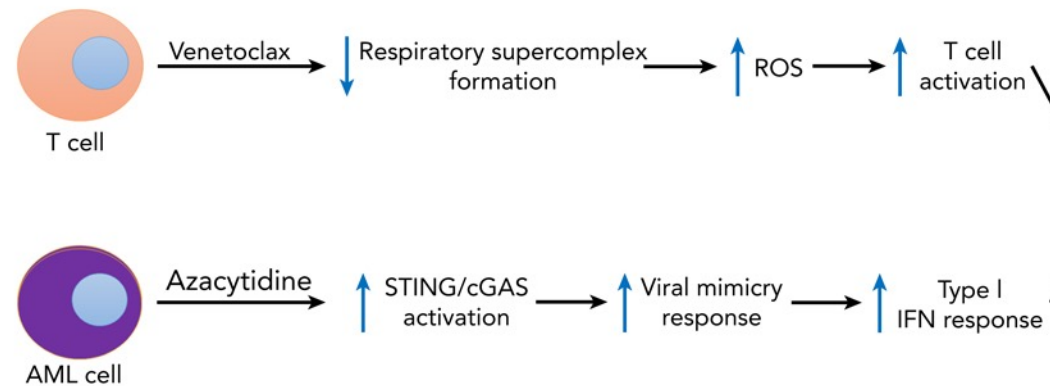 Venetoclax
Respiratory supercomplex
formation
ROS
T cell
activation
T cell
Azacytidine
STING/cGAS
activation
Viral mimicry
response
Type I
IFN response
AML cell